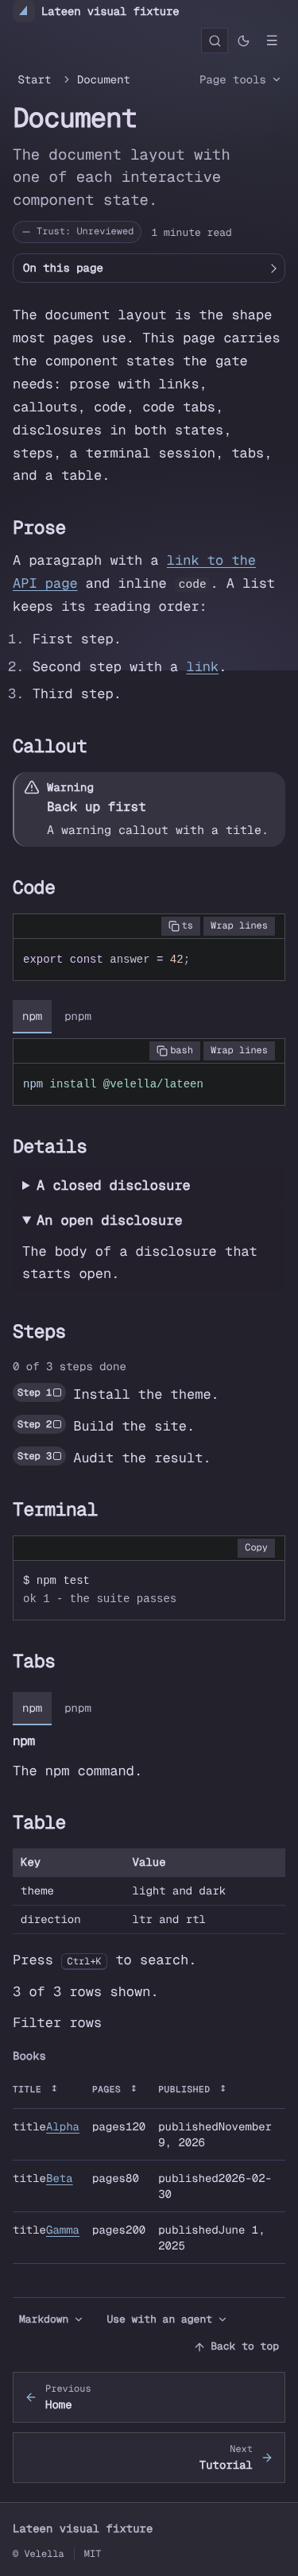 Lateen visual fixture
Start > Document
Page tools
Document
The document layout with
one of each interactive
component state.
— Trust: Unreviewed
1 minute read
On this page
The document layout is the shape
most pages use. This page carries
the component states the gate
needs: prose with links,
callouts, code, code tabs,
disclosures in both states,
steps, a terminal session, tabs,
and a table.
Prose
A paragraph with a link to the
API page and inline code. A list
keeps its reading order:
1. First step.
2. Second step with a link.
3. Third step.
Callout
Warning
Back up first
A warning callout with a title.
Code
ts Wrap lines
export const answer = 42;
npm pnpm
bash Wrap lines
npm install @velella/lateen
Details
A closed disclosure
An open disclosure
The body of a disclosure that
starts open.
Steps
0 of 3 steps done
Step 1 Install the theme.
Step 2 Build the site.
Step 3 Audit the result.
Terminal
Copy
$ npm test
ok 1 - the suite passes
Tabs
npm pnpm
npm
The npm command.
Table
Key Value
theme light and dark
direction ltr and rtl
Press Ctrl+K to search.
3 of 3 rows shown.
Filter rows
Books
TITLE ↕ PAGES ↕ PUBLISHED ↕
titleAlpha pages120 publishedNovember
9, 2026
titleBeta pages80 published2026-02-
30
titleGamma pages200 publishedJune 1,
2025
Markdown Use with an agent
↑ Back to top
← Previous
Home
Next →
Tutorial
Lateen visual fixture
© Velella MIT